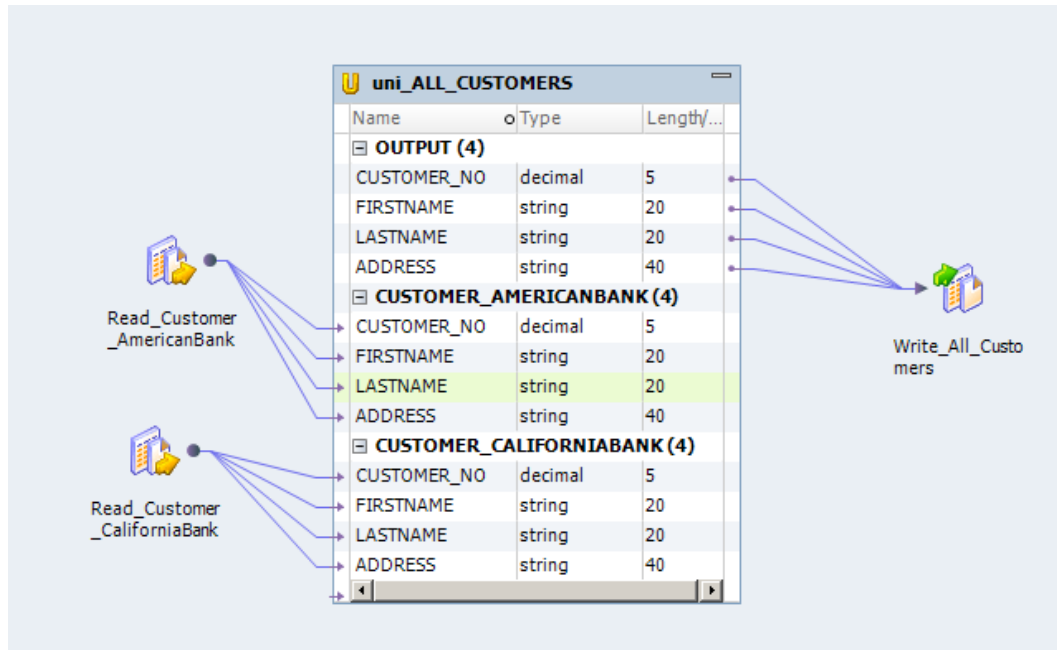 uni_ALL_CUSTOMERS
Name Type Length/...
OUTPUT (4)
CUSTOMER_NO decimal 5
FIRSTNAME string 20
LASTNAME string 20
ADDRESS string 40
CUSTOMER_AMERICANBANK (4)
CUSTOMER_NO decimal 5
FIRSTNAME string 20
LASTNAME string 20
ADDRESS string 40
CUSTOMER_CALIFORNIABANK (4)
CUSTOMER_NO decimal 5
FIRSTNAME string 20
LASTNAME string 20
ADDRESS string 40
Read_Customer
_AmericanBank
Read_Customer
_CaliforniaBank
Write_All_Custo
mers